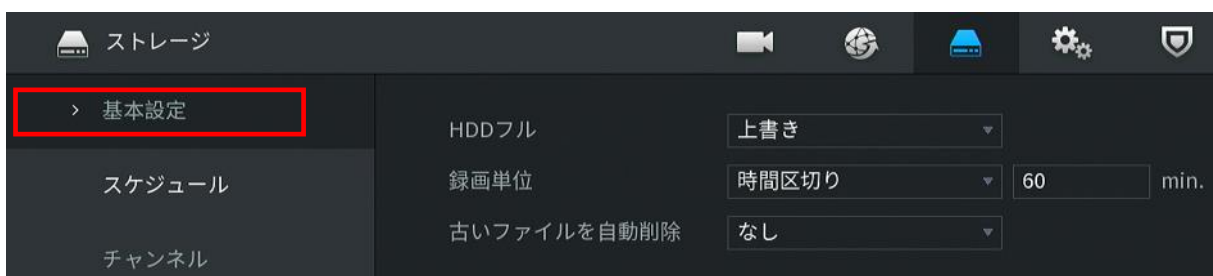 ストレージ
> 基本設定
スケジュール
チャンネル
HDDフル 上書き
録画単位 時間区切り 60 min.
古いファイルを自動削除 なし